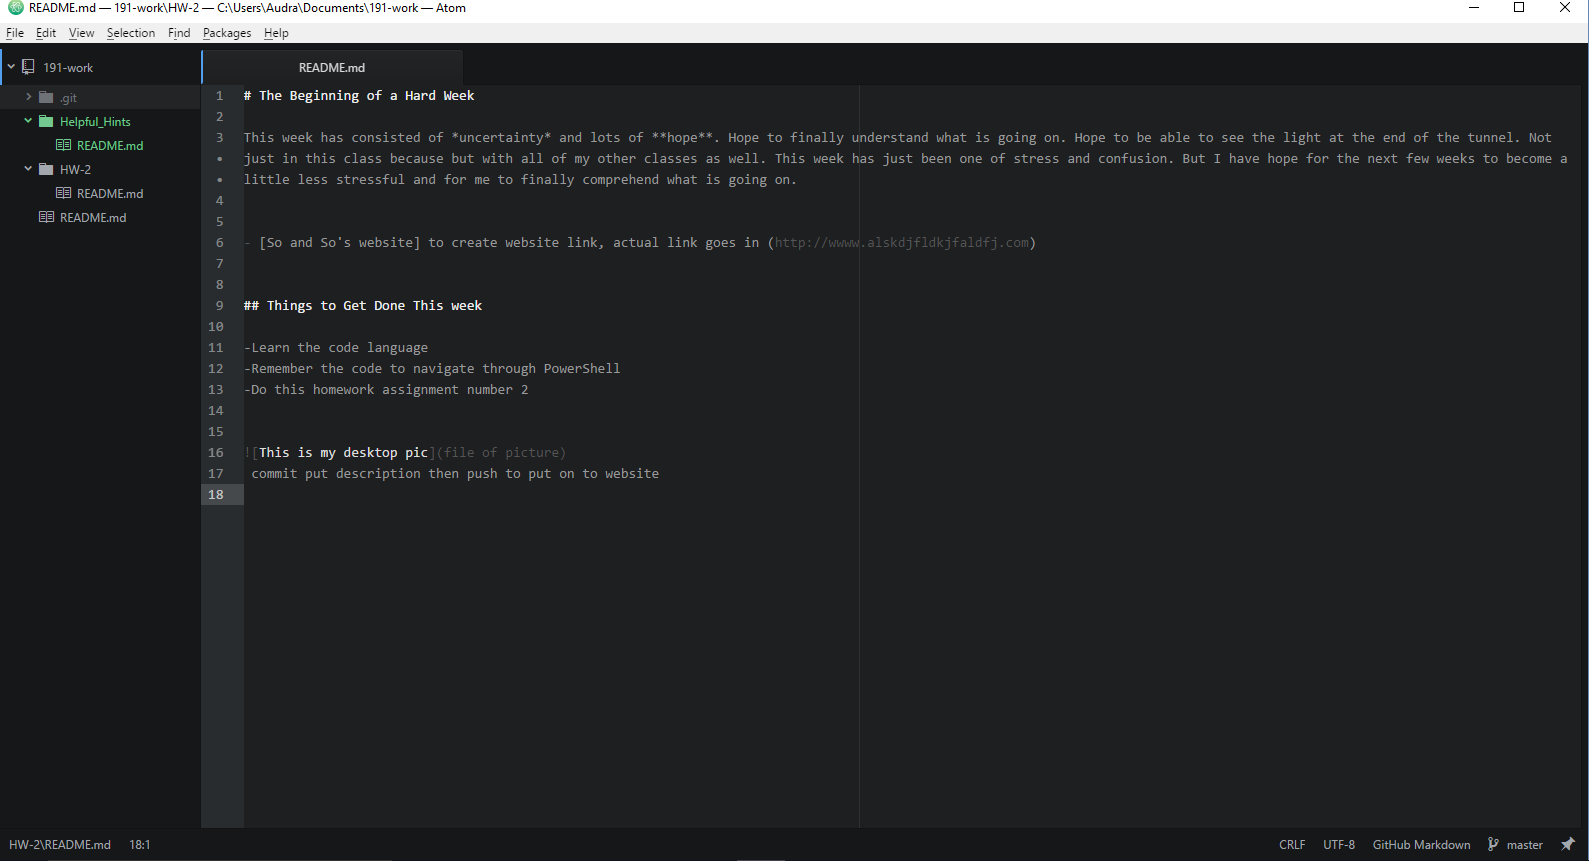 README.md — 191-work\HW-2 — C:\Users\Audra\Documents\191-work — Atom
File Edit View Selection Find Packages Help
191-work
.git
Helpful_Hints
README.md
HW-2
README.md
README.md
README.md
1 # The Beginning of a Hard Week
2
3 This week has consisted of *uncertainty* and lots of **hope**. Hope to finally understand what is going on. Hope to be able to see the light at the end of the tunnel. Not
• just in this class because but with all of my other classes as well. This week has just been one of stress and confusion. But I have hope for the next few weeks to become a
• little less stressful and for me to finally comprehend what is going on.
4
5
6 - [So and So's website] to create website link, actual link goes in (http://wwww.alskdjfldkjfaldfj.com)
7
8
9 ## Things to Get Done This week
10
11 -Learn the code language
12 -Remember the code to navigate through PowerShell
13 -Do this homework assignment number 2
14
15
16 ![This is my desktop pic](file of picture)
17 commit put description then push to put on to website
18
HW-2\README.md 18:1 CRLF UTF-8 GitHub Markdown master